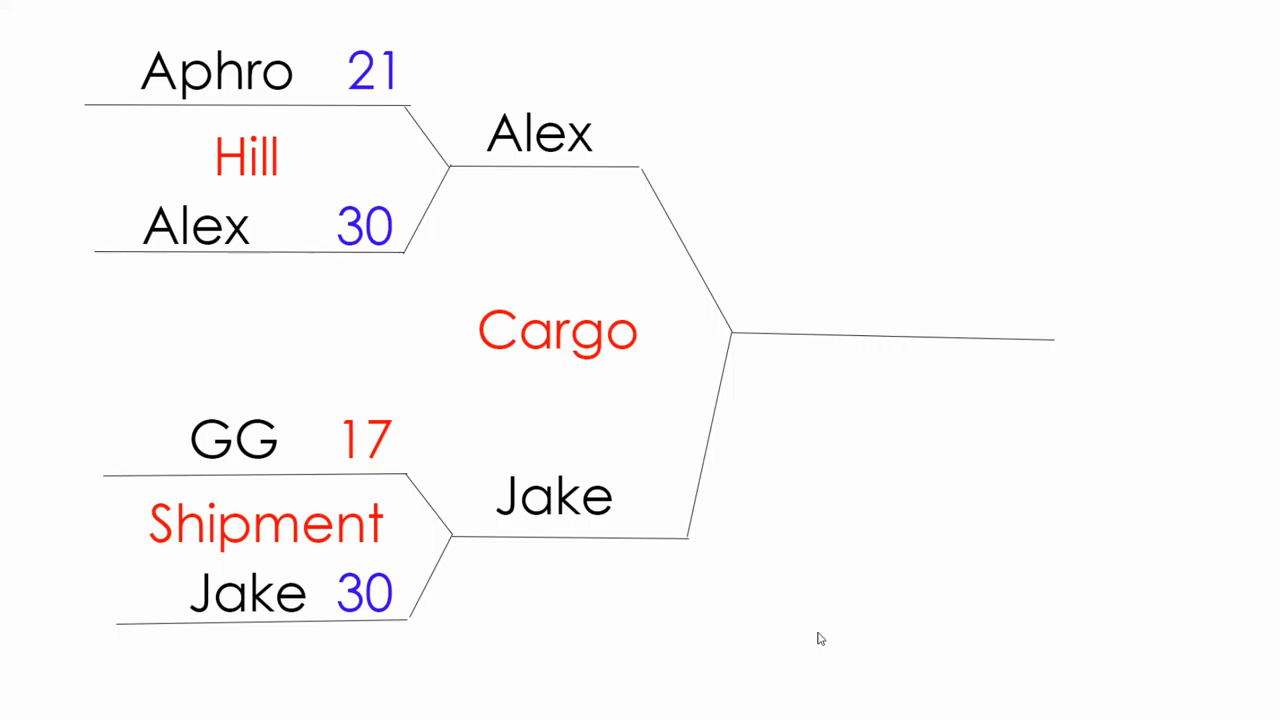 Aphro 21
Alex
Hill
Alex 30
Cargo
GG 17
Jake
Shipment
Jake 30